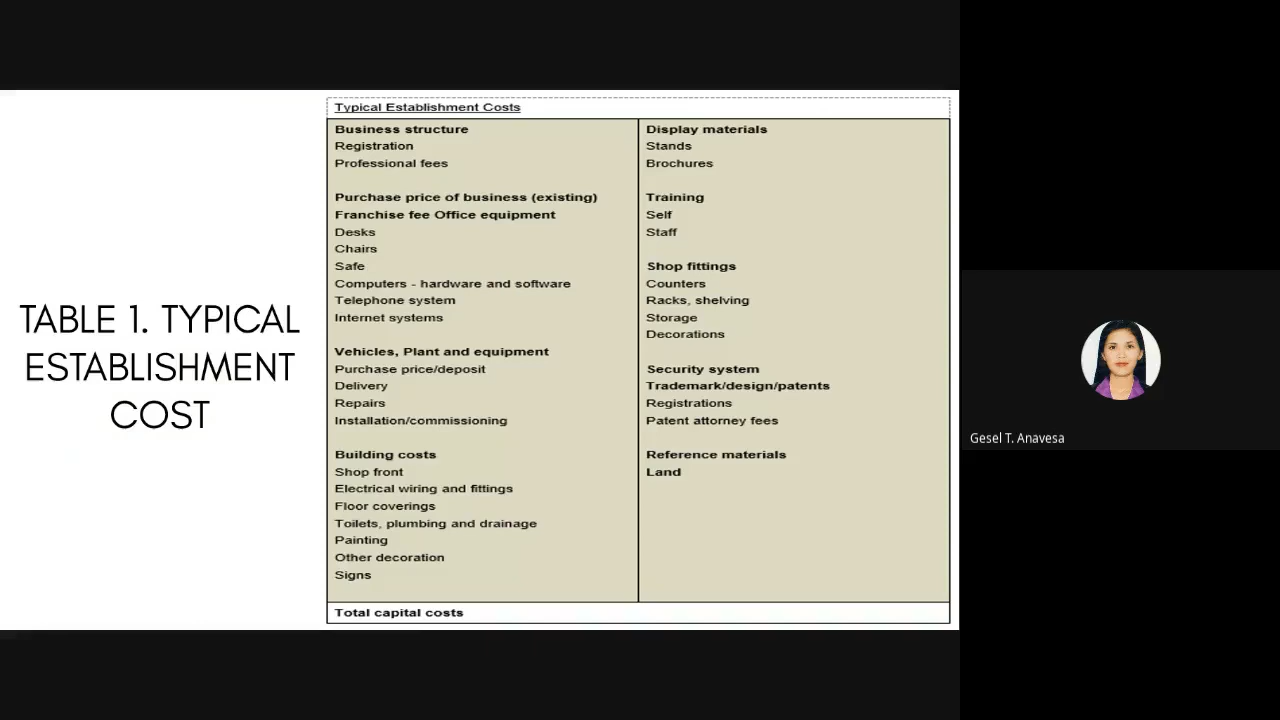 TABLE 1. TYPICAL
ESTABLISHMENT
COST
Typical Establishment Costs
Business structure
Registration
Professional fees
Purchase price of business (existing)
Franchise fee Office equipment
Desks
Chairs
Safe
Computers - hardware and software
Telephone system
Internet systems
Vehicles, Plant and equipment
Purchase price/deposit
Delivery
Repairs
Installation/commissioning
Building costs
Shop front
Electrical wiring and fittings
Floor coverings
Toilets, plumbing and drainage
Painting
Other decoration
Signs
Display materials
Stands
Brochures
Training
Self
Staff
Shop fittings
Counters
Racks, shelving
Storage
Decorations
Security system
Trademark/design/patents
Registrations
Patent attorney fees
Reference materials
Land
Total capital costs
Gesel T. Anavesa